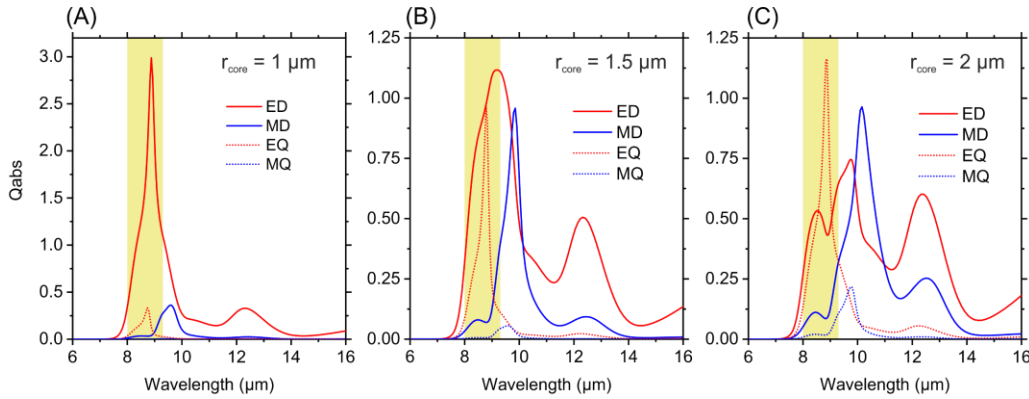 (A)
r_core = 1 μm
ED
MD
EQ
MQ
Qabs
3.0
2.5
2.0
1.5
1.0
0.5
0.0
6 8 10 12 14 16
Wavelength (μm)
(B)
r_core = 1.5 μm
ED
MD
EQ
MQ
1.25
1.00
0.75
0.50
0.25
0.00
6 8 10 12 14 16
Wavelength (μm)
(C)
r_core = 2 μm
ED
MD
EQ
MQ
1.25
1.00
0.75
0.50
0.25
0.00
6 8 10 12 14 16
Wavelength (μm)